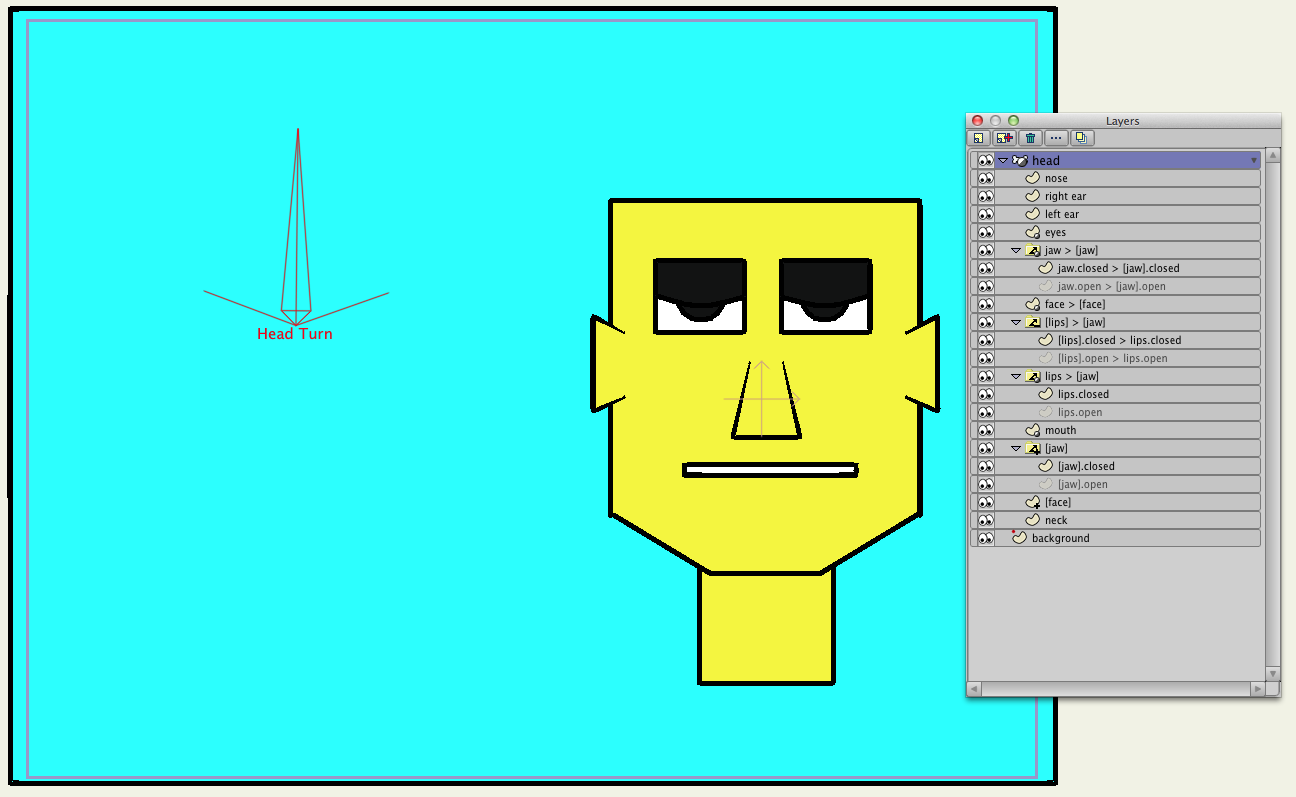 Layers
head
nose
right ear
left ear
eyes
jaw > [jaw]
jaw.closed > [jaw].closed
jaw.open > [jaw].open
face > [face]
[lips] > [jaw]
[lips].closed > lips.closed
[lips].open > lips.open
lips > [jaw]
lips.closed
lips.open
mouth
[jaw]
[jaw].closed
[jaw].open
[face]
neck
background
Head Turn